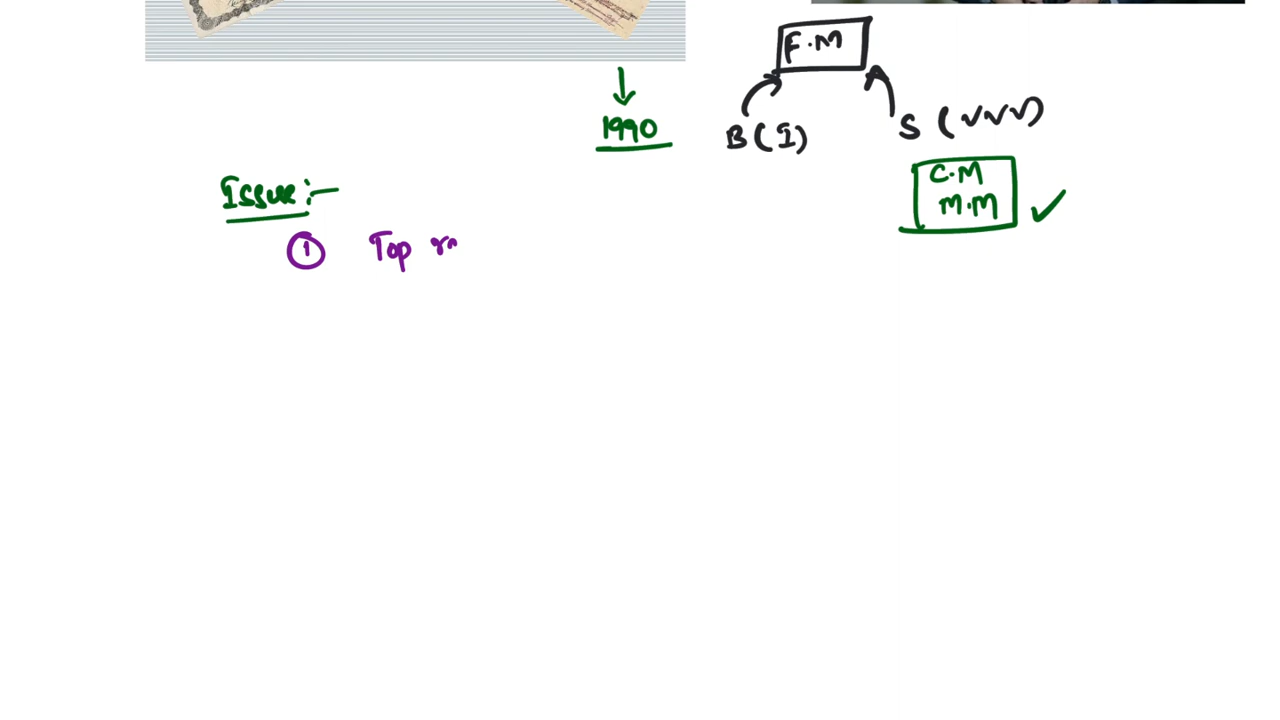 F.M
1990
B (I)
S (✓✓✓)
C.M
M.M ✓
Issue :-
① Top